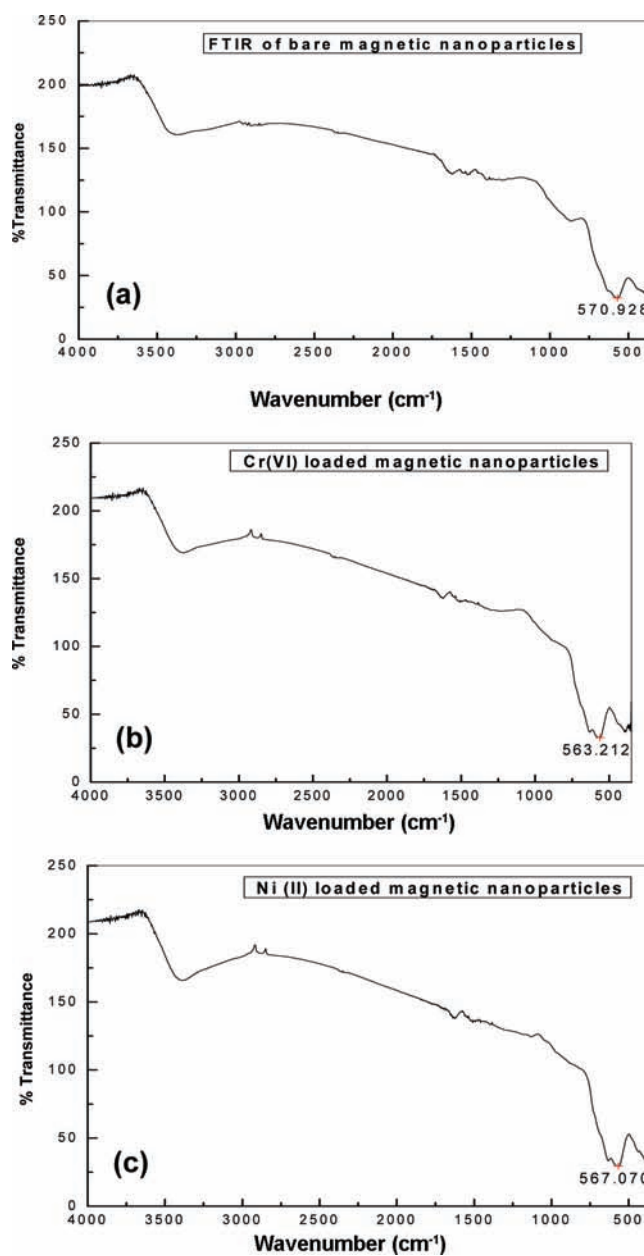 250
FTIR of bare magnetic nanoparticles
200
150
100
50
0
%Transmittance
(a)
570.928
4000 3500 3000 2500 2000 1500 1000 500
Wavenumber (cm-1)
250
Cr(VI) loaded magnetic nanoparticles
200
150
100
50
0
% Transmittance
(b)
563.212
4000 3500 3000 2500 2000 1500 1000 500
Wavenumber (cm-1)
250
Ni (II) loaded magnetic nanoparticles
200
150
100
50
0
% Transmittance
(c)
567.070
4000 3500 3000 2500 2000 1500 1000 500
Wavenumber (cm-1)